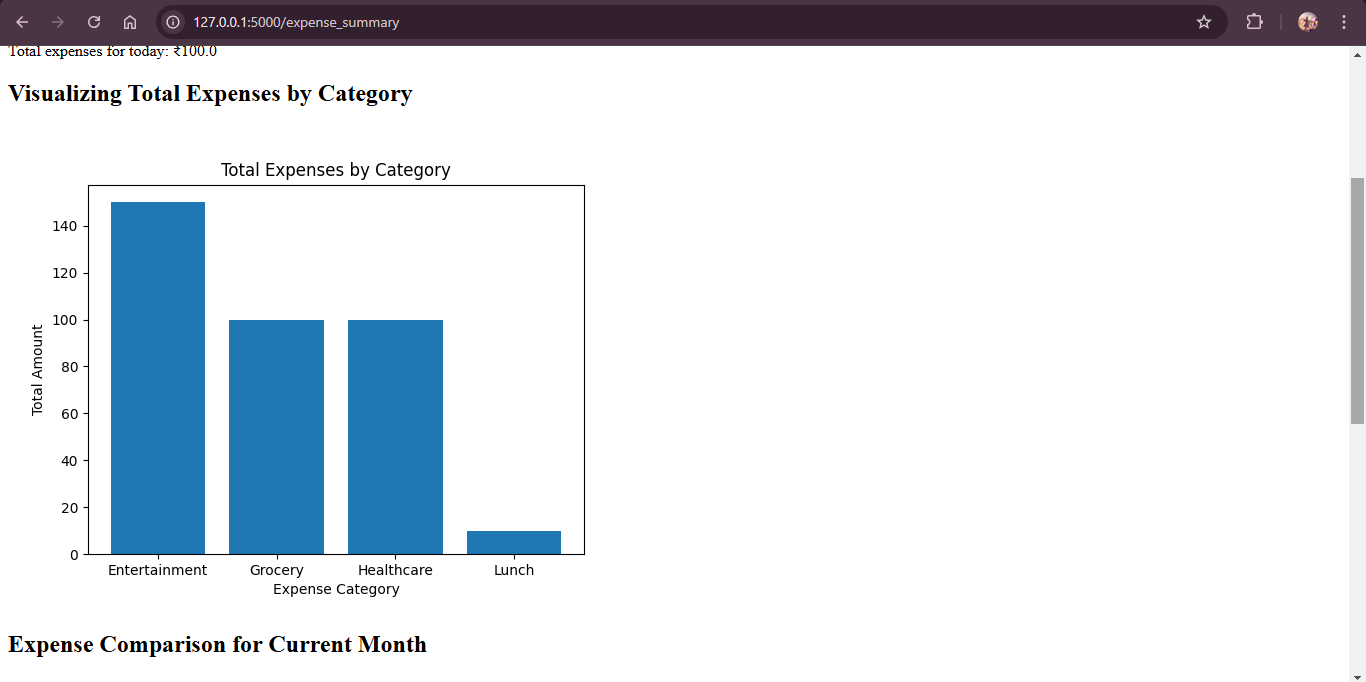 127.0.0.1:5000/expense_summary
Total expenses for today: ₹100.0
Visualizing Total Expenses by Category
Total Expenses by Category
140
120
100
80
60
40
20
0
Total Amount
Entertainment Grocery Healthcare Lunch
Expense Category
Expense Comparison for Current Month